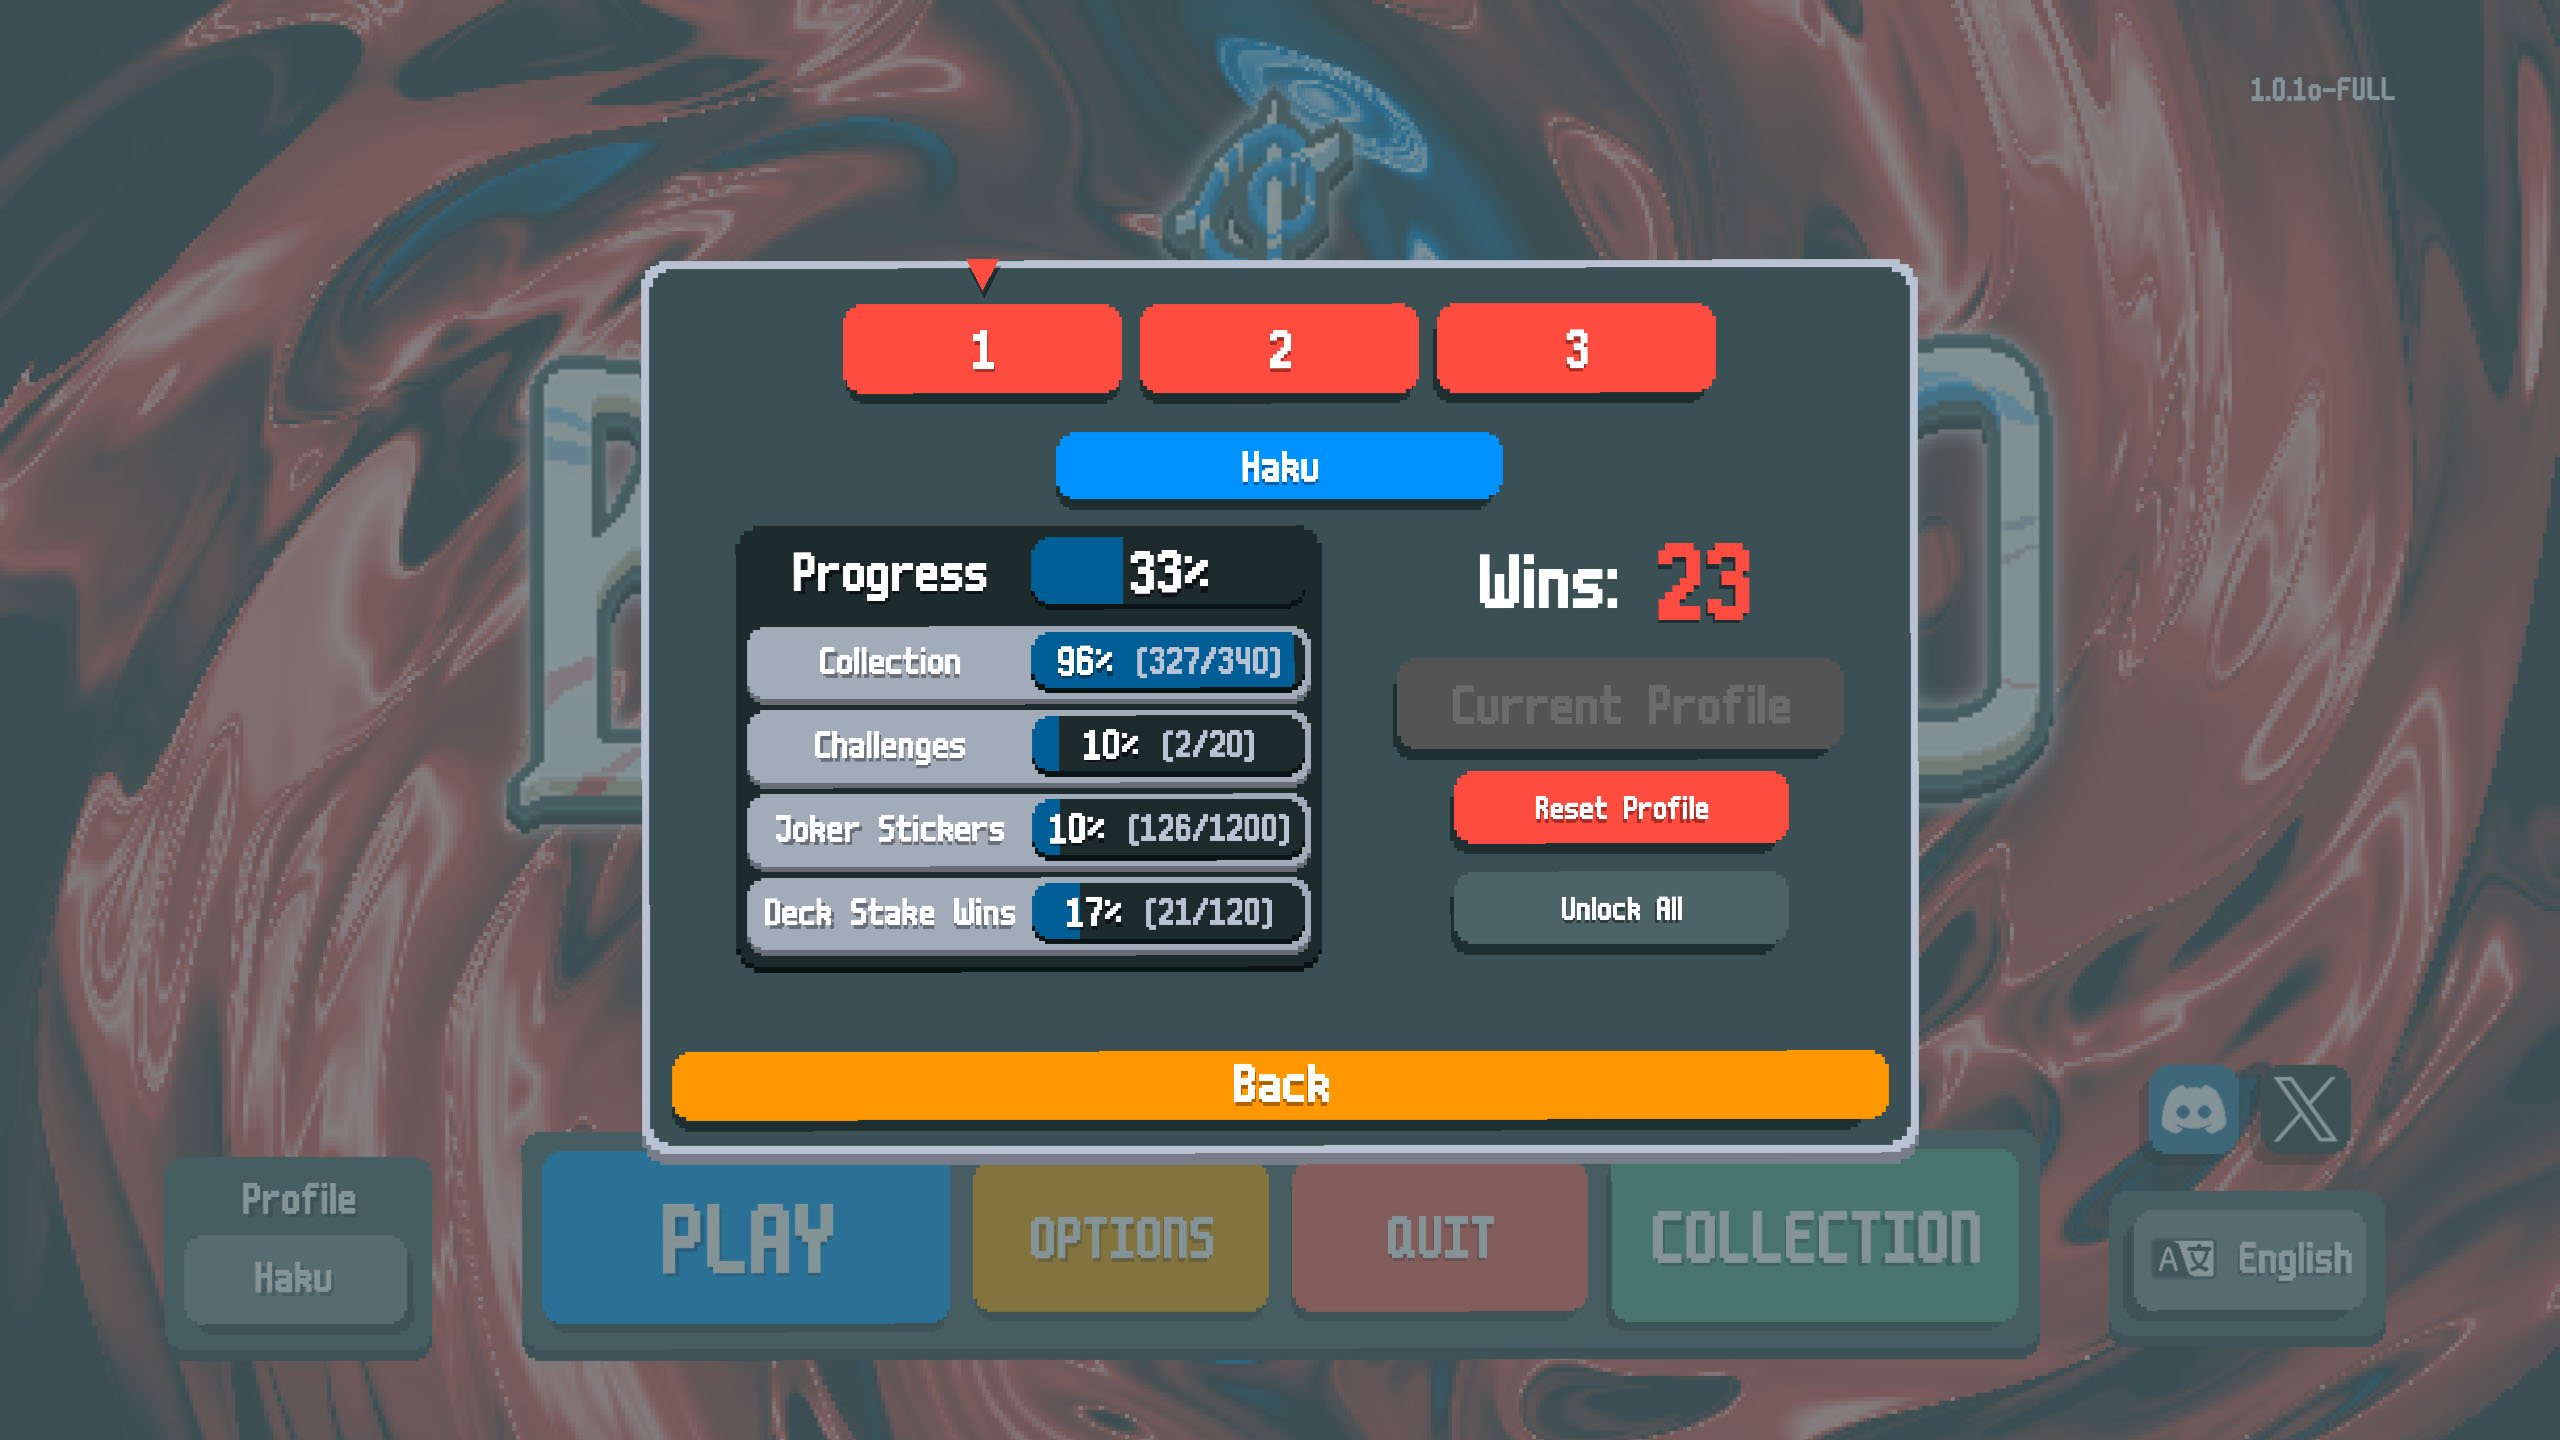 1.0.1o-FULL
1 2 3
Haku
Progress 33%
Wins: 23
Collection 96% [327/340]
Current Profile
Challenges 10% [2/20]
Reset Profile
Joker Stickers 10% [126/1200]
Unlock All
Deck Stake Wins 17% [21/120]
Back
Profile
Haku
PLAY
OPTIONS
QUIT
COLLECTION
A文 English